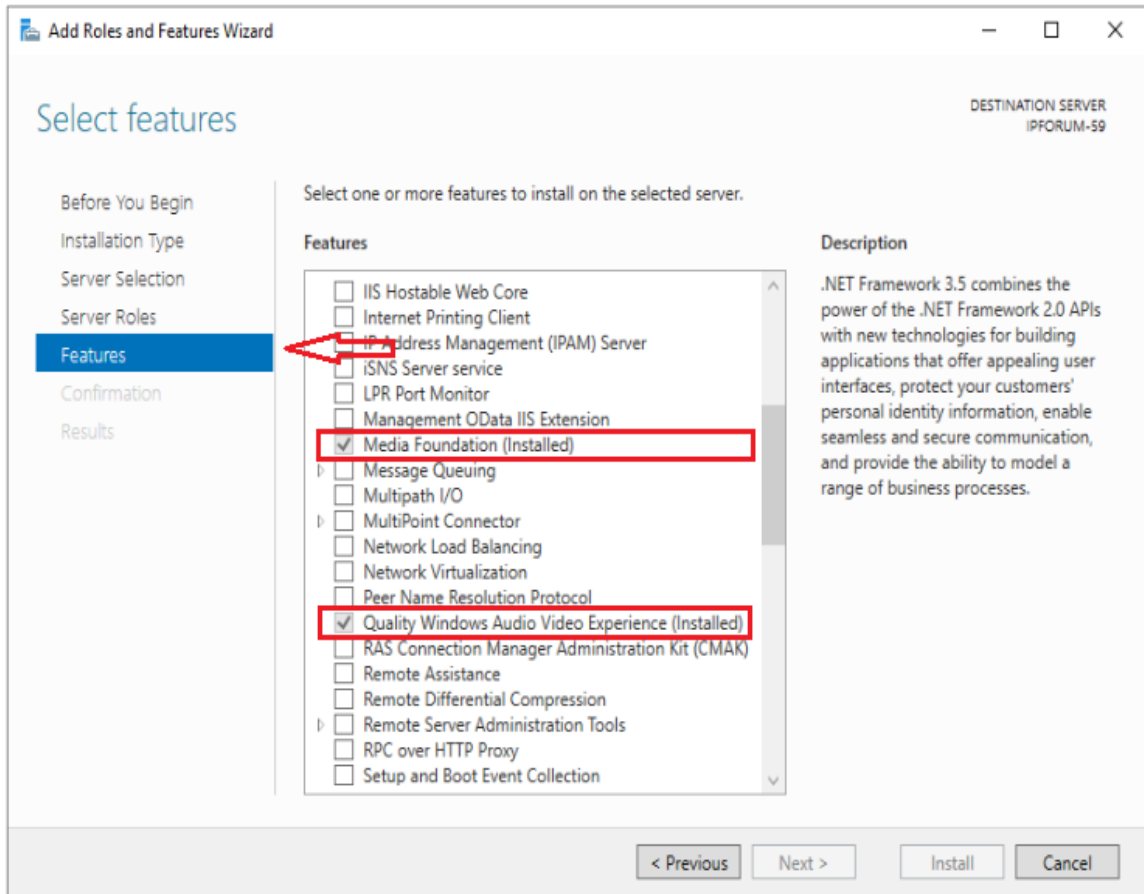 Add Roles and Features Wizard
Select features
DESTINATION SERVER
IPFORUM-59
Before You Begin
Installation Type
Server Selection
Server Roles
Features
Confirmation
Results
Select one or more features to install on the selected server.
Features
IIS Hostable Web Core
Internet Printing Client
IP Address Management (IPAM) Server
iSNS Server service
LPR Port Monitor
Management OData IIS Extension
Media Foundation (Installed)
Message Queuing
Multipath I/O
MultiPoint Connector
Network Load Balancing
Network Virtualization
Peer Name Resolution Protocol
Quality Windows Audio Video Experience (Installed)
RAS Connection Manager Administration Kit (CMAK)
Remote Assistance
Remote Differential Compression
Remote Server Administration Tools
RPC over HTTP Proxy
Setup and Boot Event Collection
Description
.NET Framework 3.5 combines the
power of the .NET Framework 2.0 APIs
with new technologies for building
applications that offer appealing user
interfaces, protect your customers'
personal identity information, enable
seamless and secure communication,
and provide the ability to model a
range of business processes.
< Previous
Next >
Install
Cancel